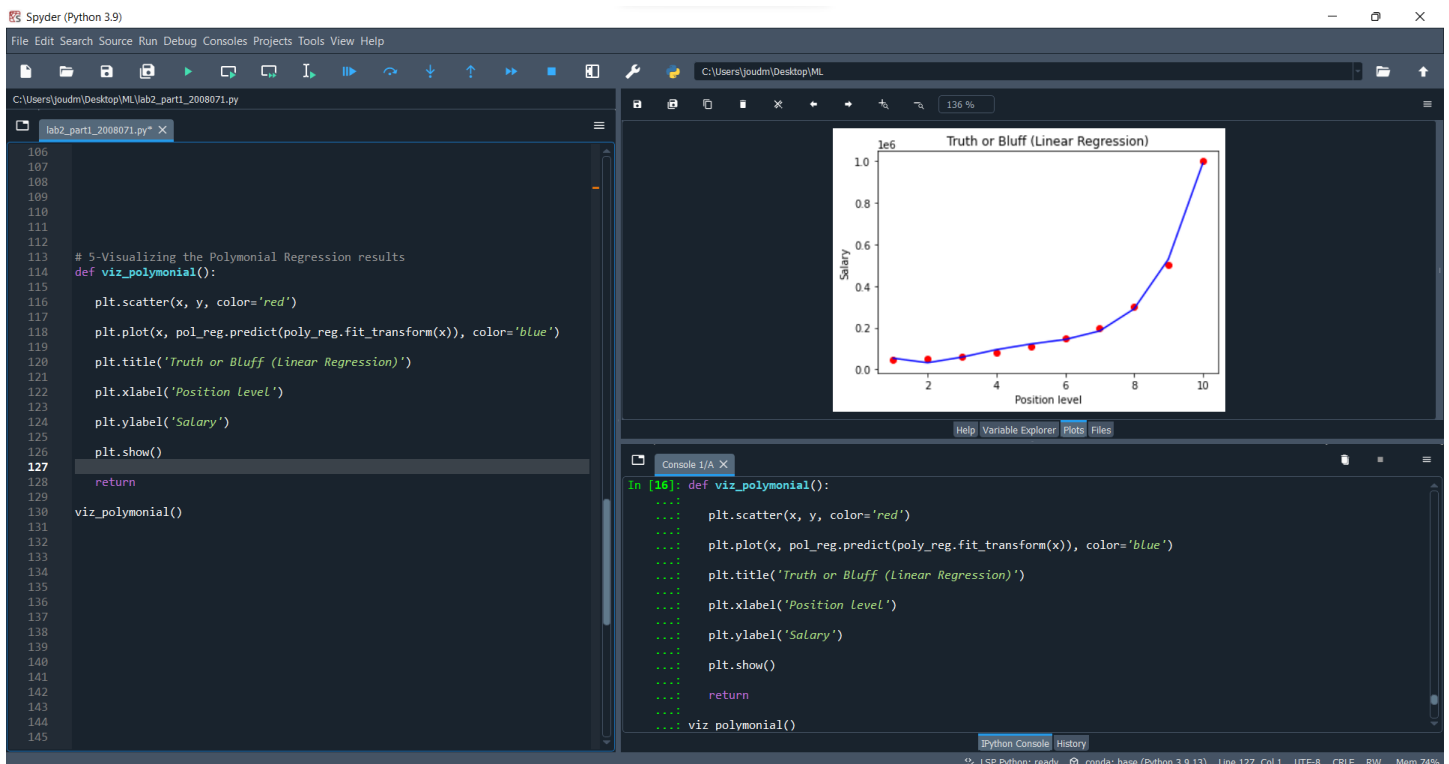 Spyder (Python 3.9)
File Edit Search Source Run Debug Consoles Projects Tools View Help
C:\Users\joudm\Desktop\ML
C:\Users\joudm\Desktop\ML\lab2_part1_2008071.py
lab2_part1_2008071.py*
106
107
108
109
110
111
112
113 # 5-Visualizing the Polymonial Regression results
114 def viz_polymonial():
115
116 plt.scatter(x, y, color='red')
117
118 plt.plot(x, pol_reg.predict(poly_reg.fit_transform(x)), color='blue')
119
120 plt.title('Truth or Bluff (Linear Regression)')
121
122 plt.xlabel('Position level')
123
124 plt.ylabel('Salary')
125
126 plt.show()
127
128 return
129
130 viz_polymonial()
131
132
133
134
135
136
137
138
139
140
141
142
143
144
145
136 %
Truth or Bluff (Linear Regression)
1e6
1.0
0.8
0.6
0.4
0.2
0.0
Salary
2 4 6 8 10
Position level
Help Variable Explorer Plots Files
Console 1/A
In [16]: def viz_polymonial():
...:
...: plt.scatter(x, y, color='red')
...:
...: plt.plot(x, pol_reg.predict(poly_reg.fit_transform(x)), color='blue')
...:
...: plt.title('Truth or Bluff (Linear Regression)')
...:
...: plt.xlabel('Position level')
...:
...: plt.ylabel('Salary')
...:
...: plt.show()
...:
...: return
...:
...: viz_polymonial()
IPython Console History
LSP Python: ready conda: base (Python 3.9.13) Line 127, Col 1 UTF-8 CRLF RW Mem 74%